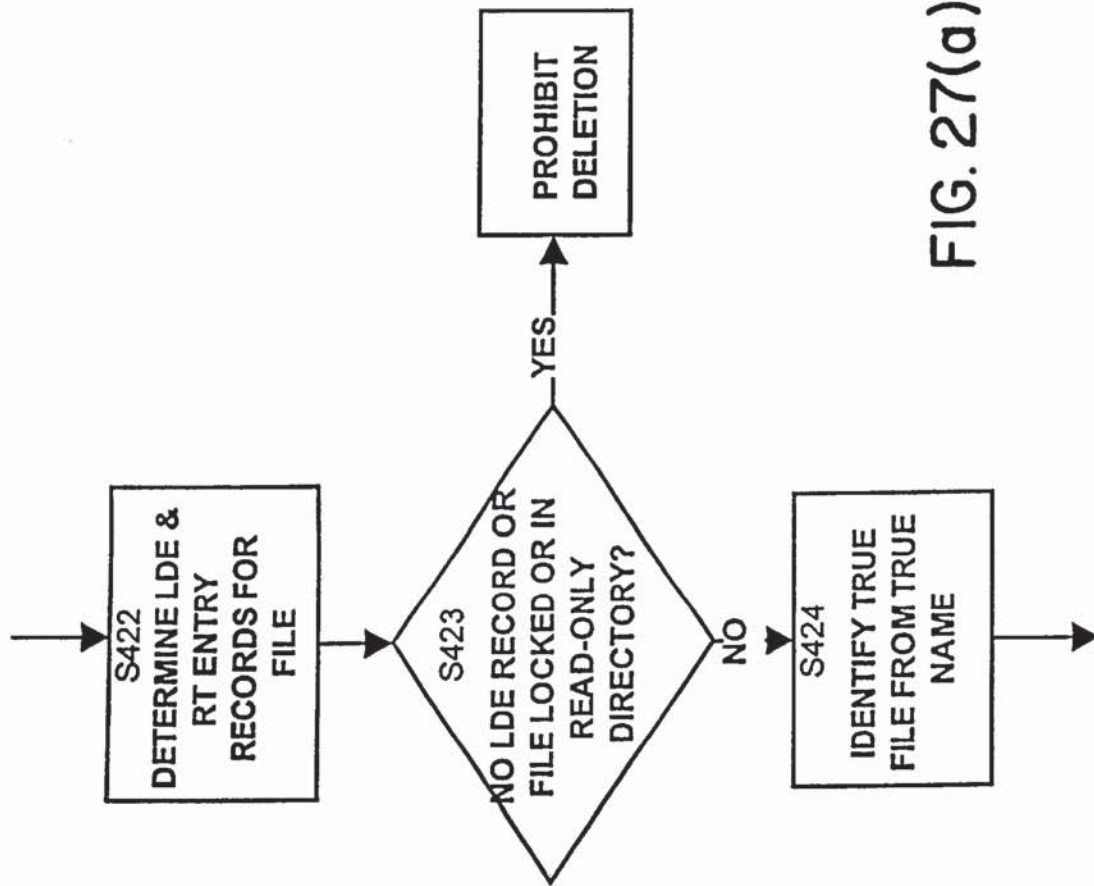 S422
DETERMINE LDE &
RT ENTRY
RECORDS FOR
FILE
S423
NO LDE RECORD OR
FILE LOCKED OR IN
READ-ONLY
DIRECTORY?
YES
PROHIBIT
DELETION
NO
S424
IDENTIFY TRUE
FILE FROM TRUE
NAME
FIG. 27(a)